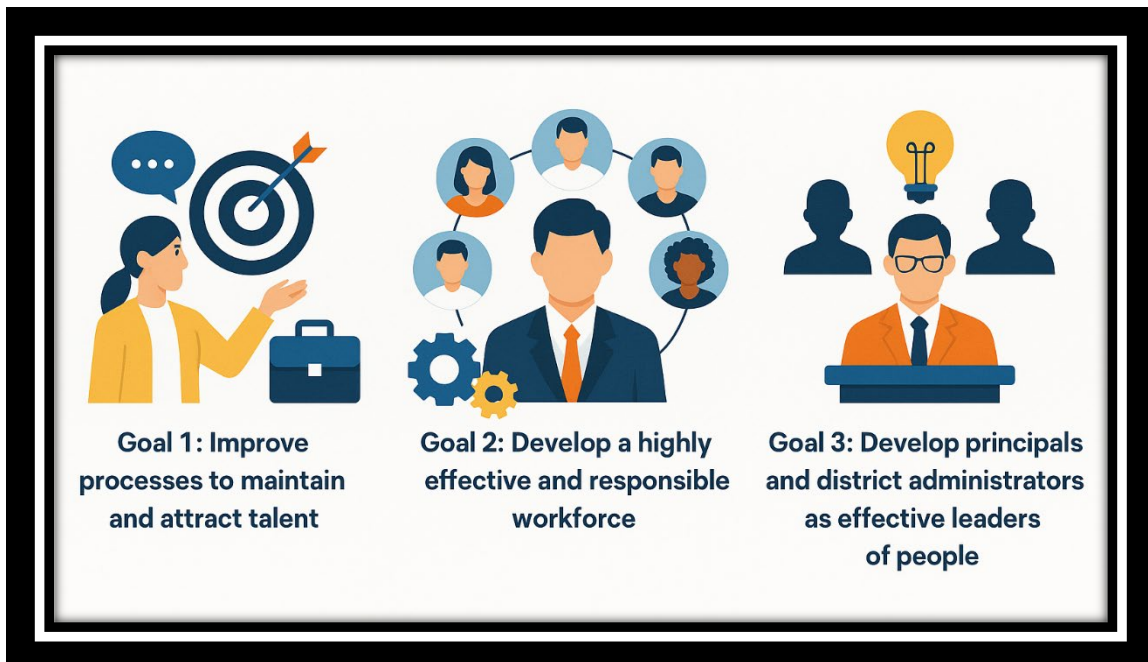 Goal 1: Improve
processes to maintain
and attract talent
Goal 2: Develop a highly
effective and responsible
workforce
Goal 3: Develop principals
and district administrators
as effective leaders
of people